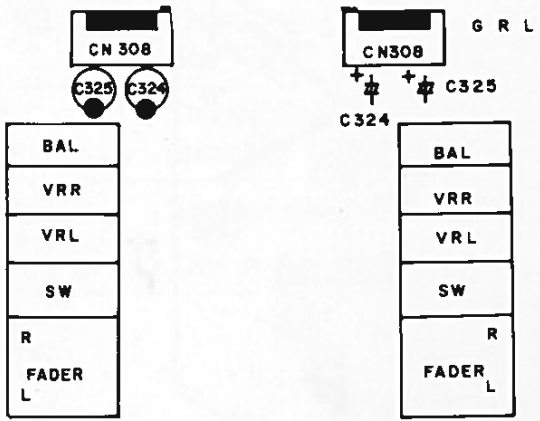 CN 308
C325 C324
BAL
VRR
VRL
SW
R
FADER
L
G R L
CN308
+ +
C325
C324
BAL
VRR
VRL
SW
R
FADER
L